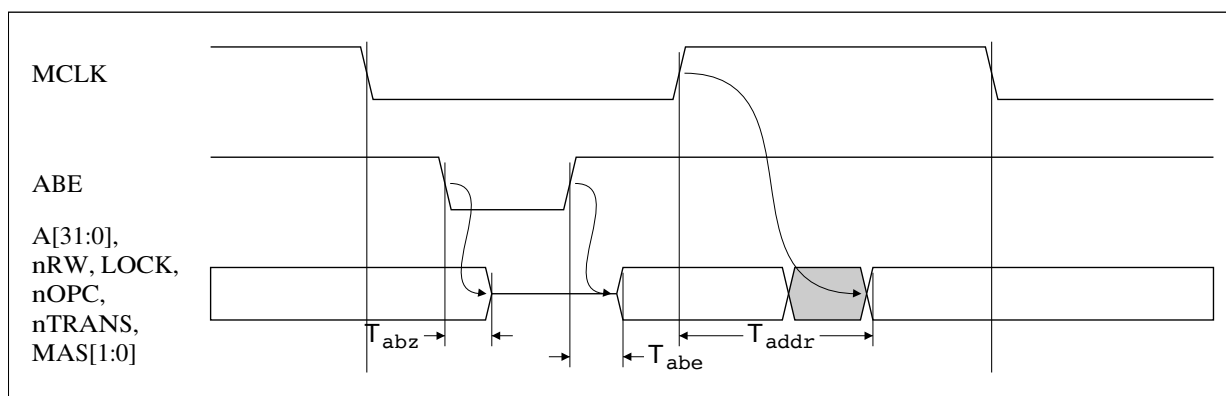 MCLK
ABE
A[31:0],
nRW, LOCK,
nOPC,
nTRANS,
MAS[1:0]
Tabz
Tabe
Taddr